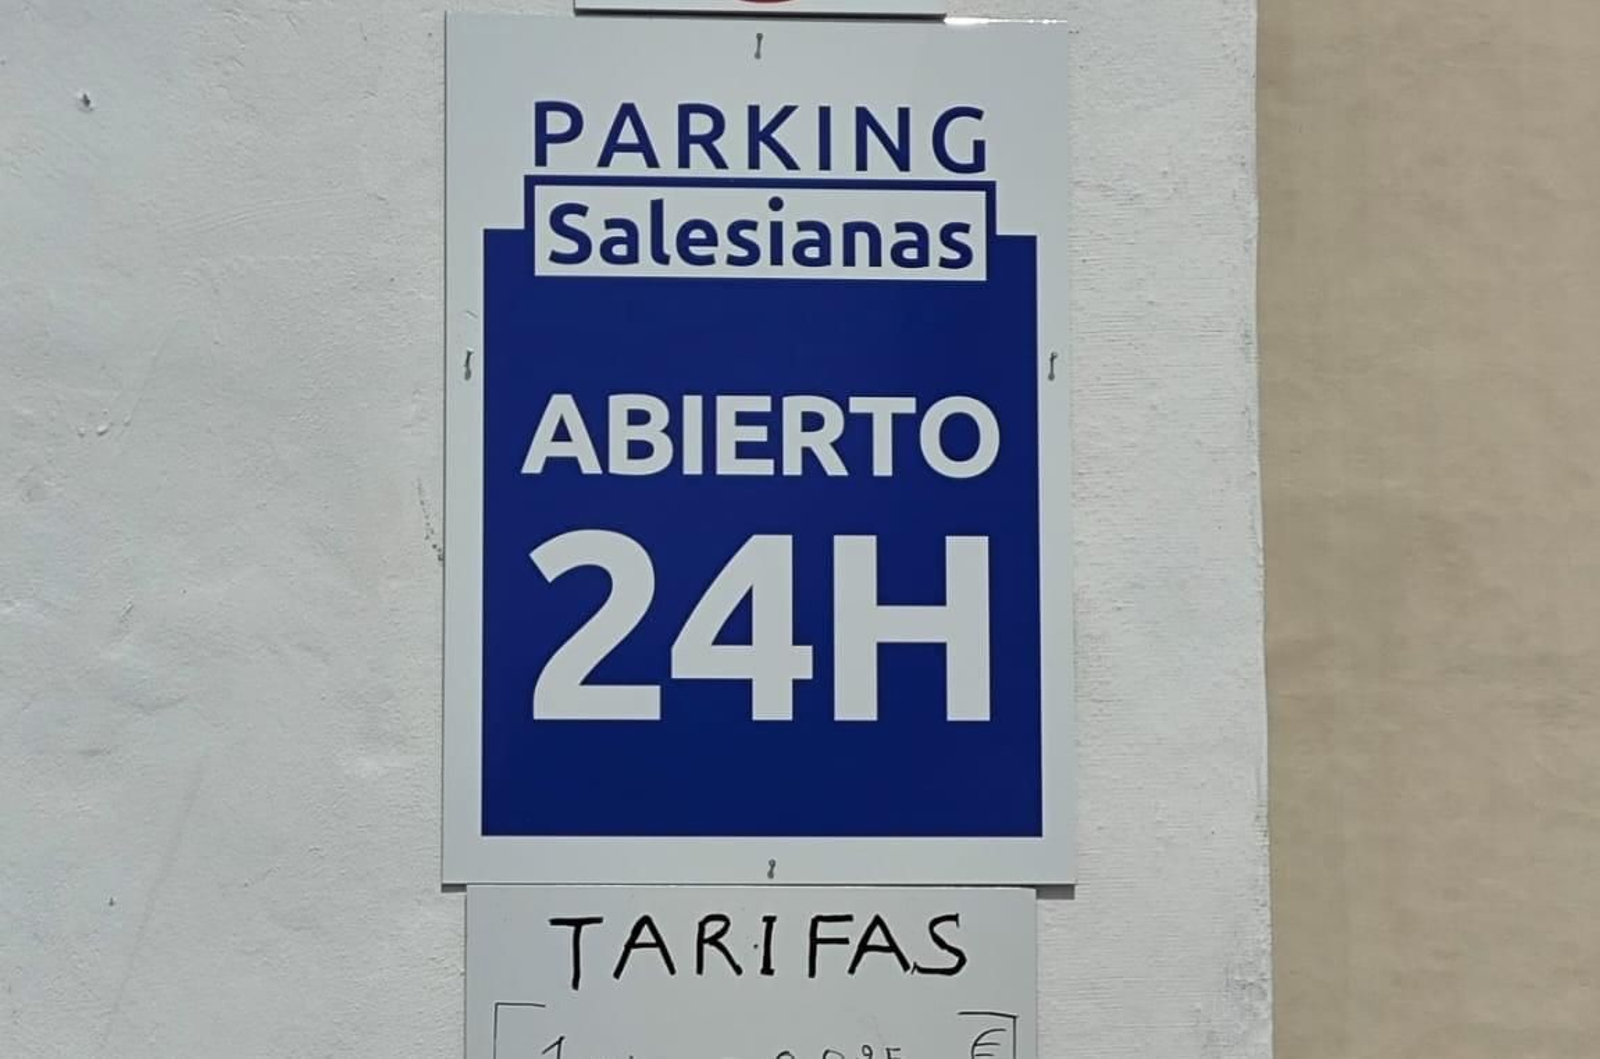 PARKING
Salesianas
ABIERTO
24H
TARIFAS
€